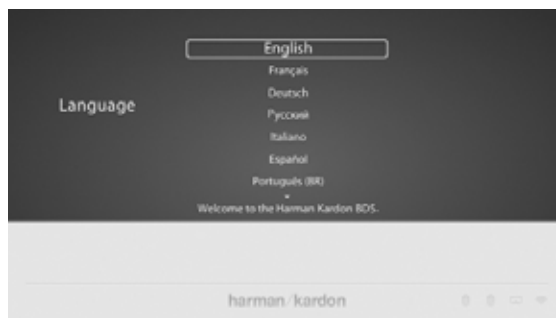 English
Français
Deutsch
Language
Русский
Italiano
Español
Português (BR)
Welcome to the Harman Kardon BDS.
harman/kardon